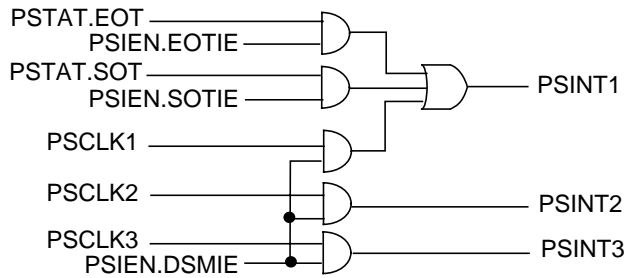 PSTAT.EOT
PSIEN.EOTIE
PSTAT.SOT
PSIEN.SOTIE
PSINT1
PSCLK1
PSCLK2
PSINT2
PSCLK3
PSINT3
PSIEN.DSMIE